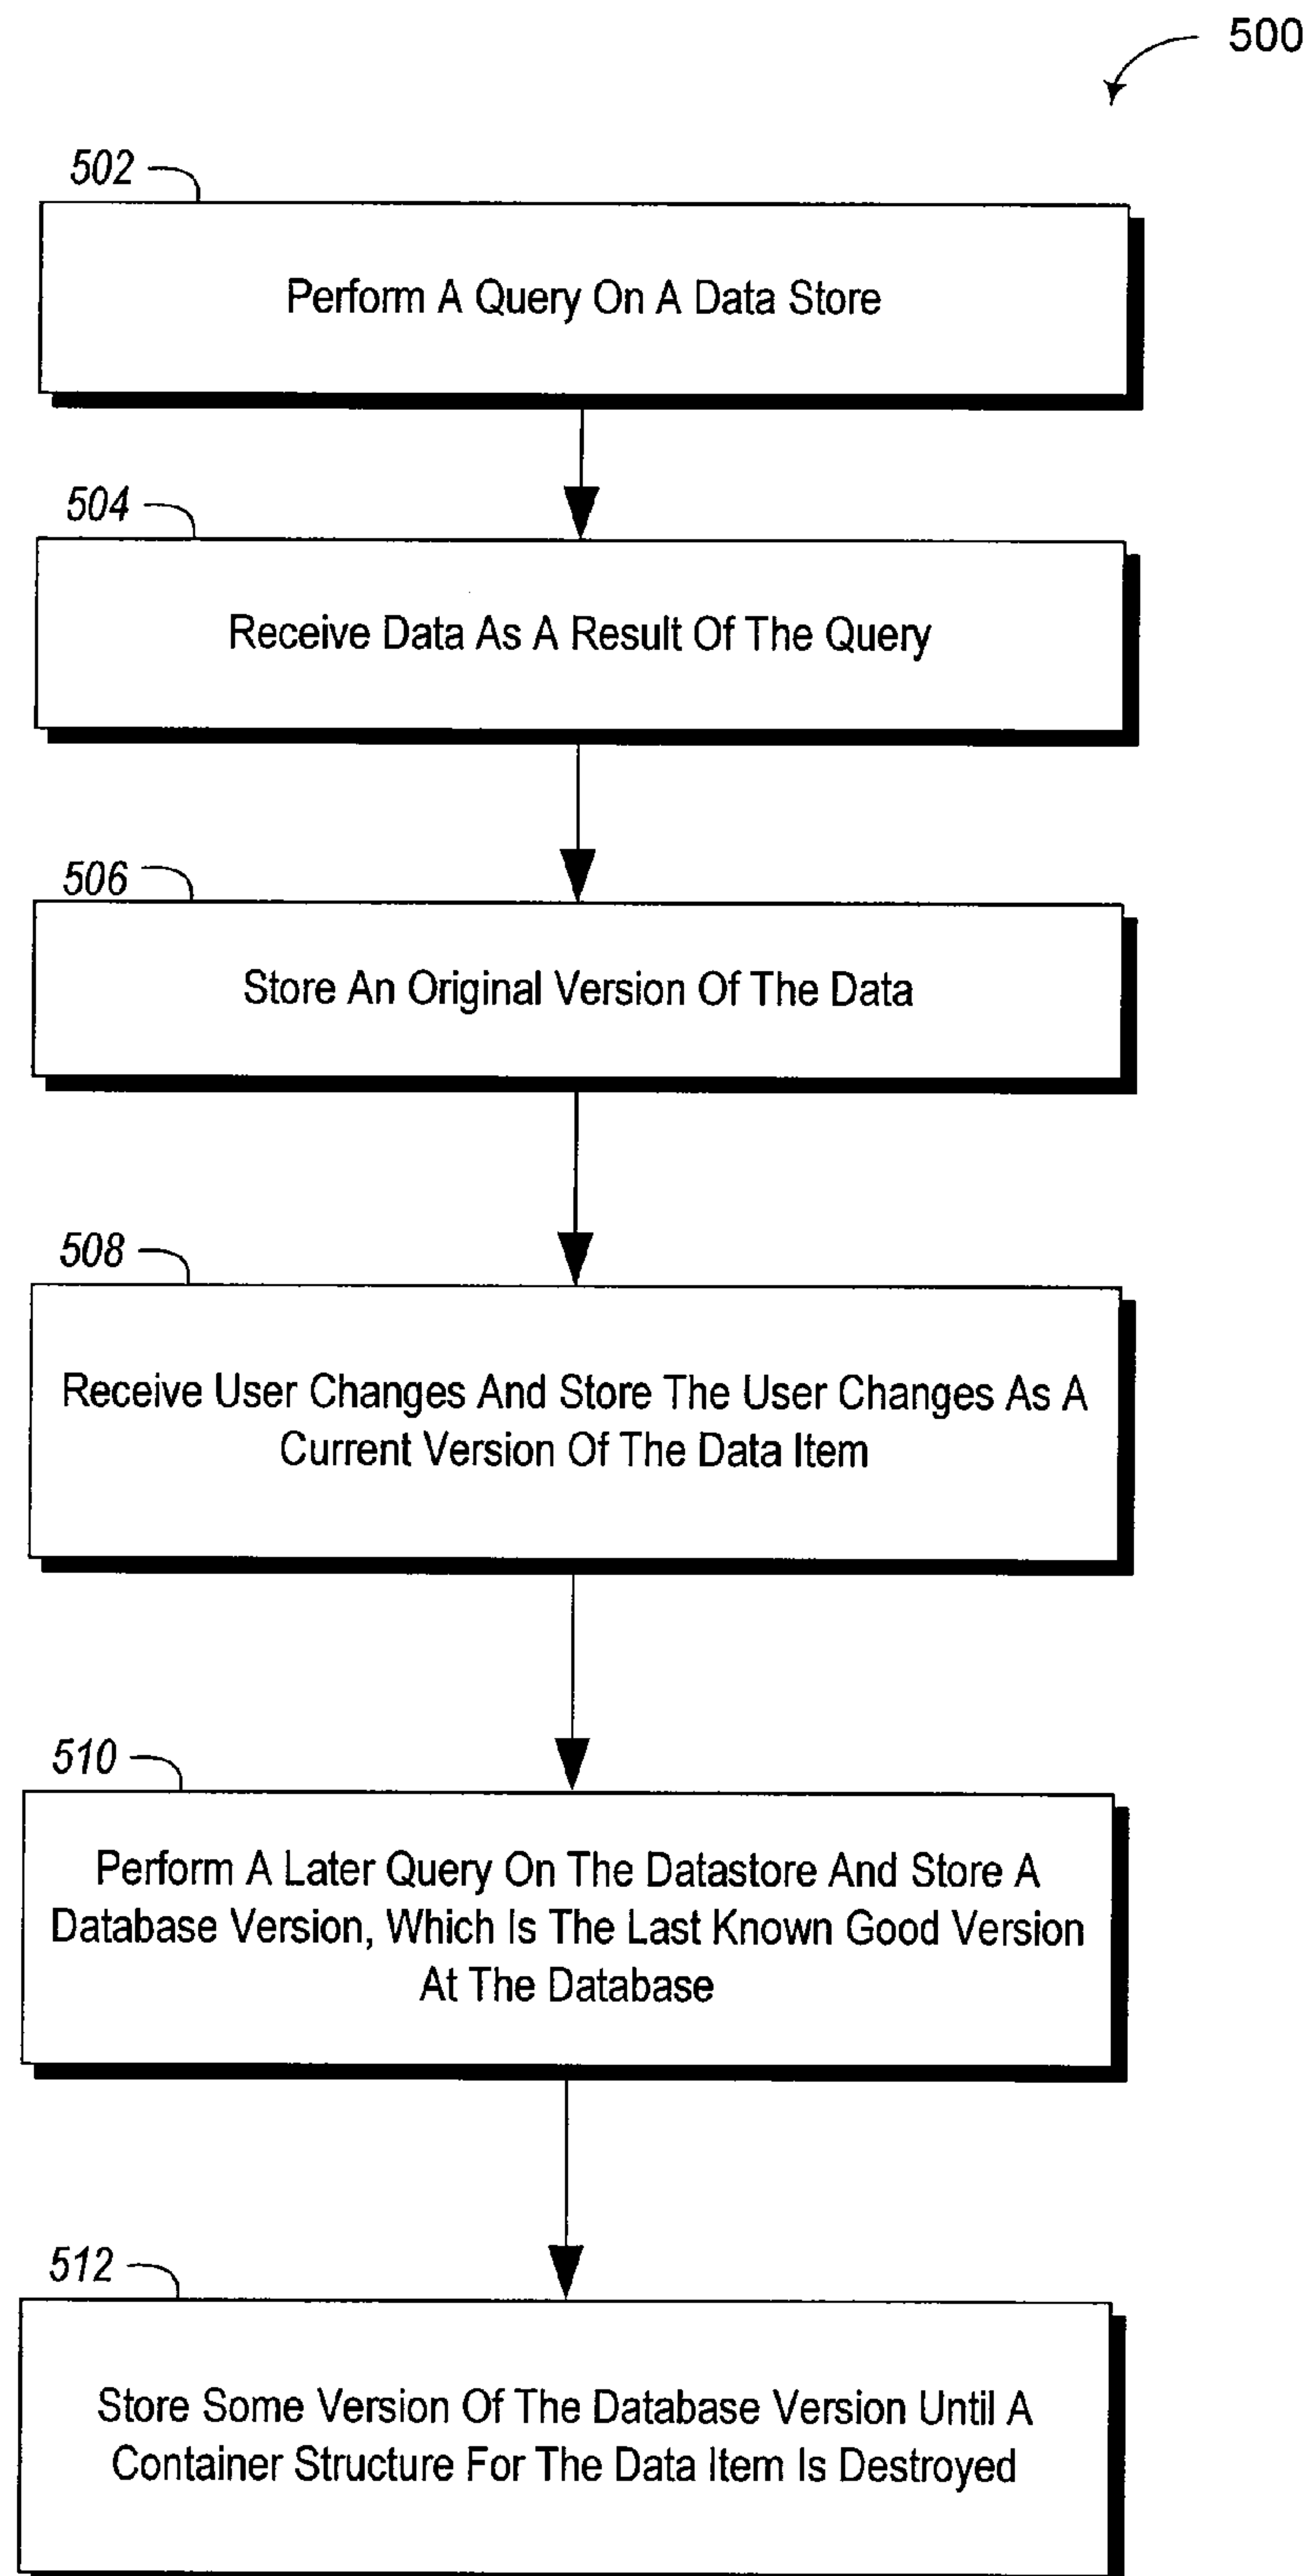 500
502
Perform A Query On A Data Store
504
Receive Data As A Result Of The Query
506
Store An Original Version Of The Data
508
Receive User Changes And Store The User Changes As A
Current Version Of The Data Item
510
Perform A Later Query On The Datastore And Store A
Database Version, Which Is The Last Known Good Version
At The Database
512
Store Some Version Of The Database Version Until A
Container Structure For The Data Item Is Destroyed